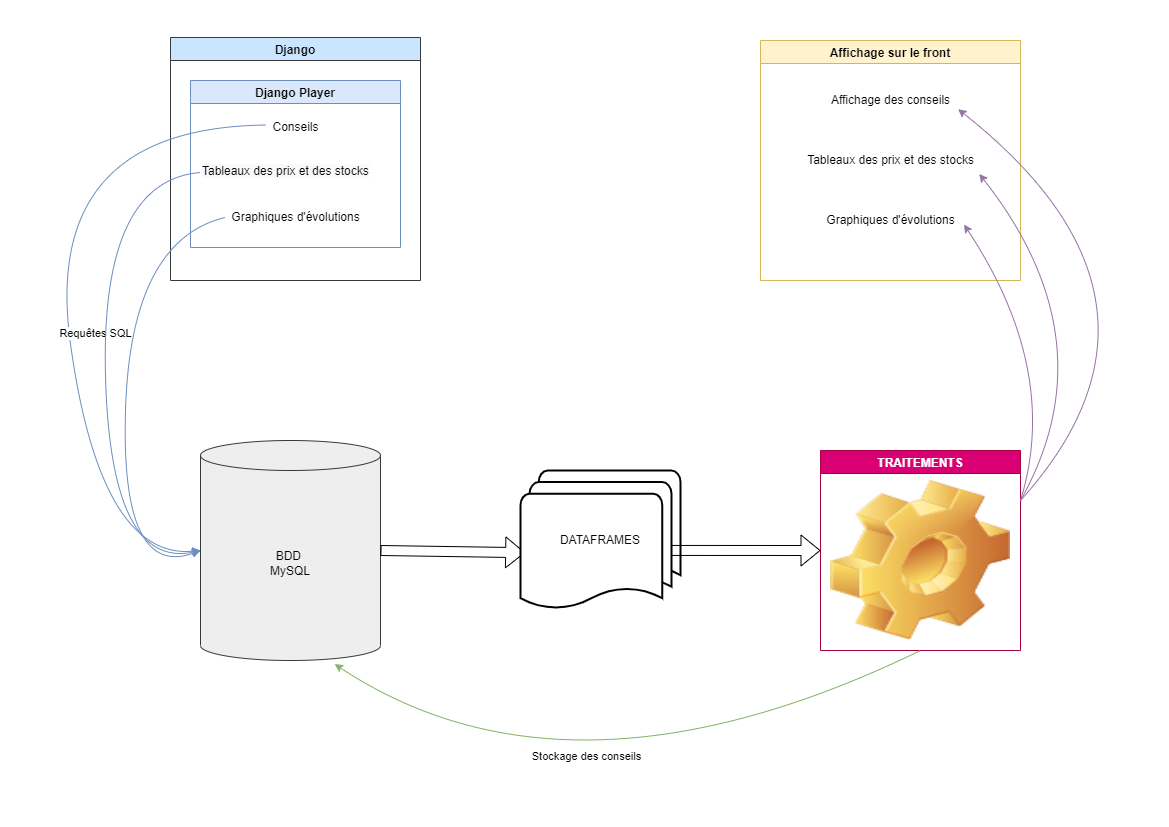 Django
Django Player
Conseils
Tableaux des prix et des stocks
Graphiques d'évolutions
Affichage sur le front
Affichage des conseils
Tableaux des prix et des stocks
Graphiques d'évolutions
Requêtes SQL
BDD
MySQL
DATAFRAMES
TRAITEMENTS
Stockage des conseils